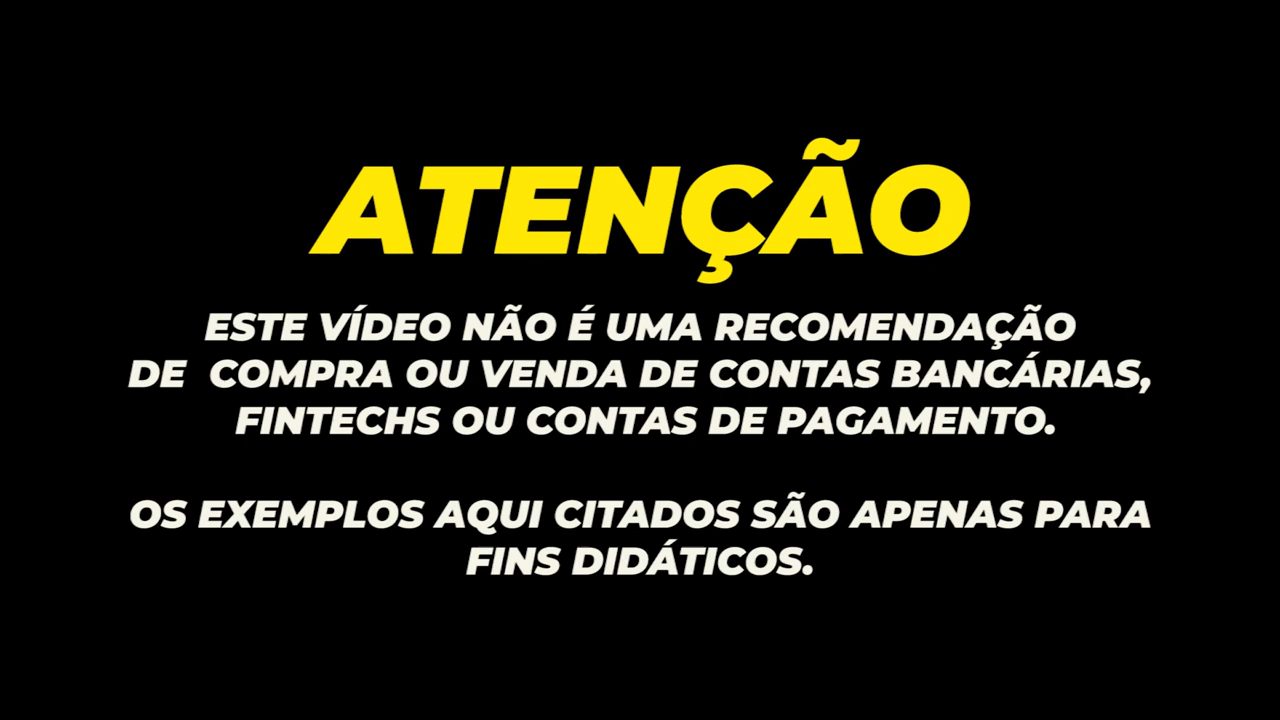 ATENÇÃO
ESTE VÍDEO NÃO É UMA RECOMENDAÇÃO
DE COMPRA OU VENDA DE CONTAS BANCÁRIAS,
FINTECHS OU CONTAS DE PAGAMENTO.
OS EXEMPLOS AQUI CITADOS SÃO APENAS PARA
FINS DIDÁTICOS.